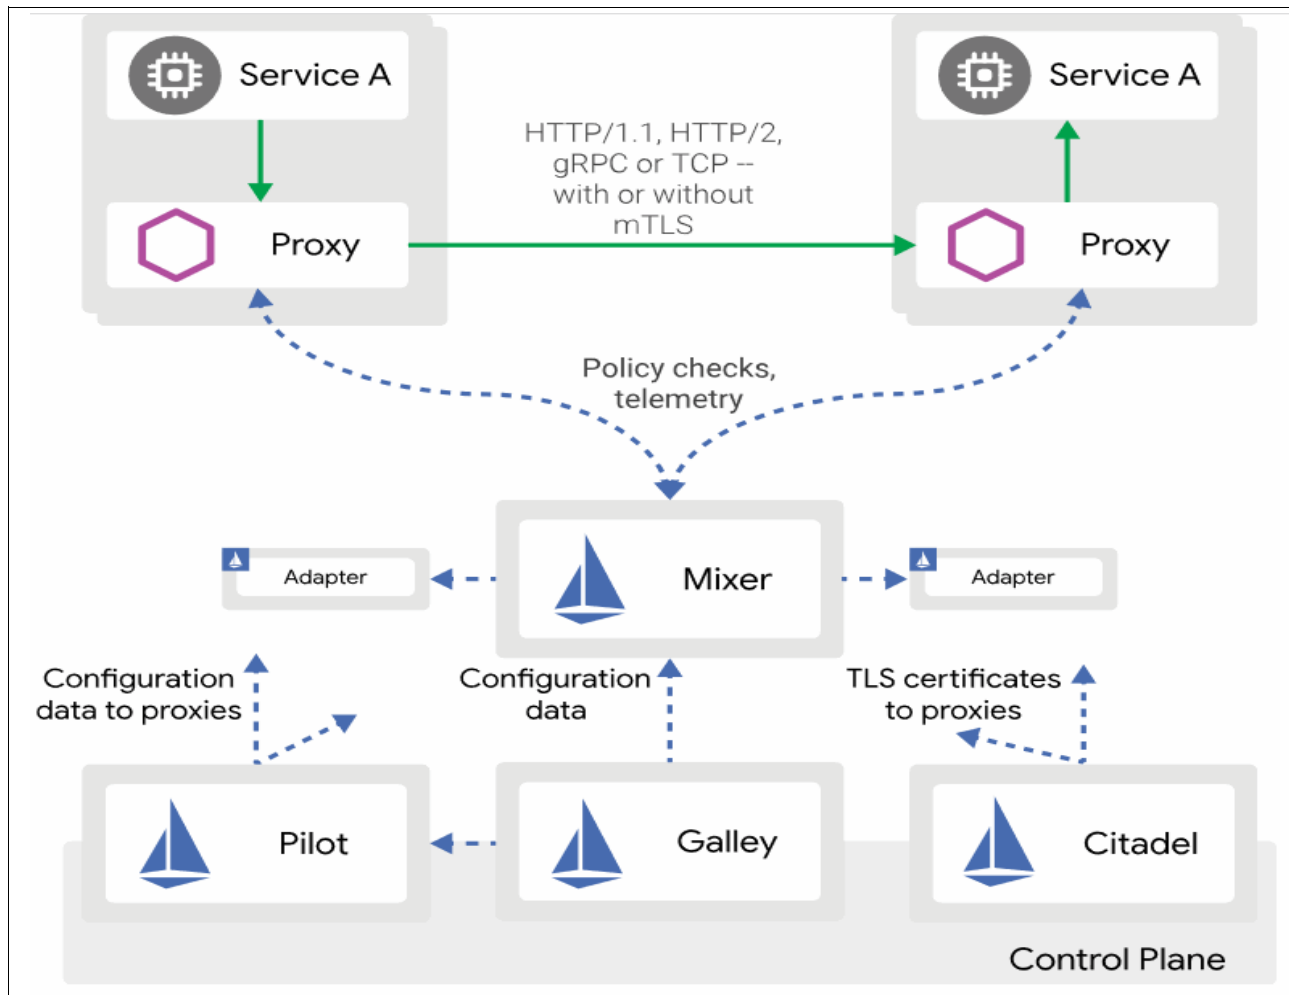 Service A
Service A
HTTP/1.1, HTTP/2,
gRPC or TCP --
with or without
mTLS
Proxy
Proxy
Policy checks,
telemetry
Adapter
Mixer
Adapter
Configuration
data to proxies
Configuration
data
TLS certificates
to proxies
Pilot
Galley
Citadel
Control Plane